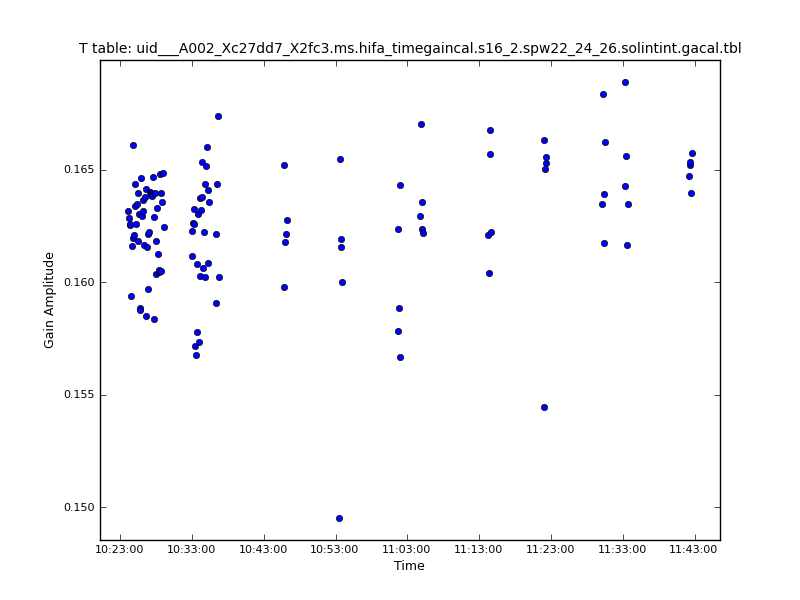 T table: uid___A002_Xc27dd7_X2fc3.ms.hifa_timegaincal.s16_2.spw22_24_26.solintint.gacal.tbl
0.165
0.160
0.155
0.150
Gain Amplitude
10:23:00 10:33:00 10:43:00 10:53:00 11:03:00 11:13:00 11:23:00 11:33:00 11:43:00
Time